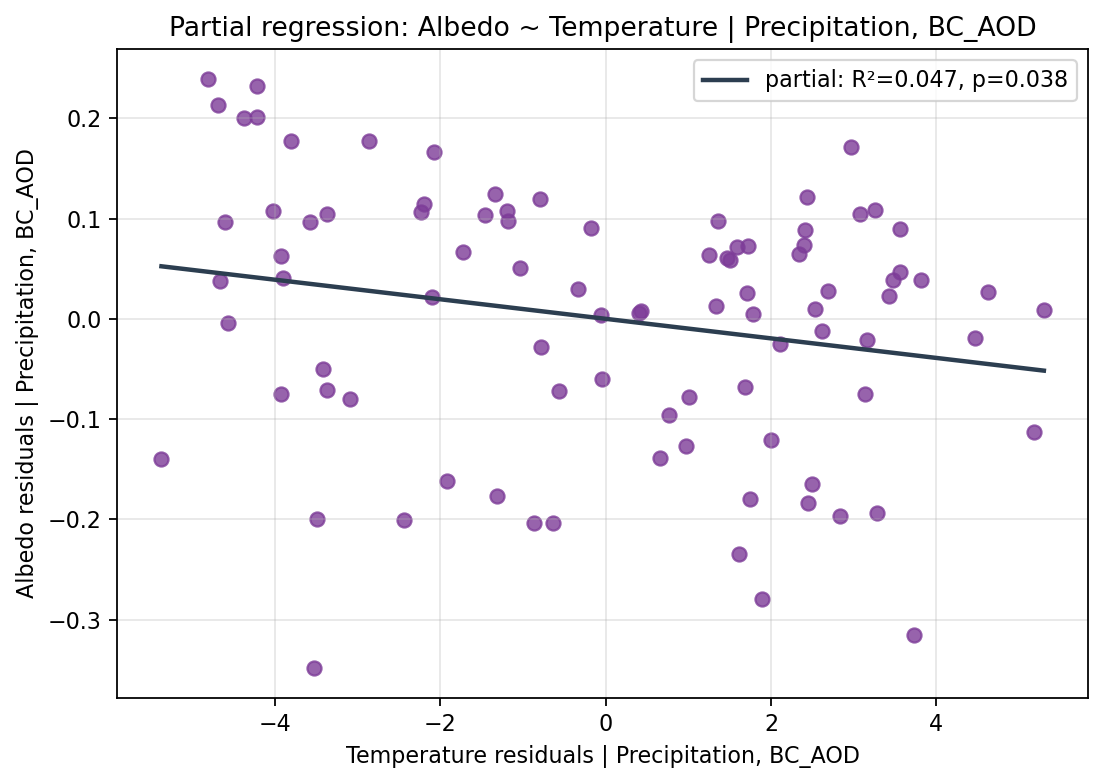 Partial regression: Albedo ~ Temperature | Precipitation, BC_AOD
partial: R²=0.047, p=0.038
Albedo residuals | Precipitation, BC_AOD
0.2
0.1
0.0
−0.1
−0.2
−0.3
−4
−2
0
2
4
Temperature residuals | Precipitation, BC_AOD